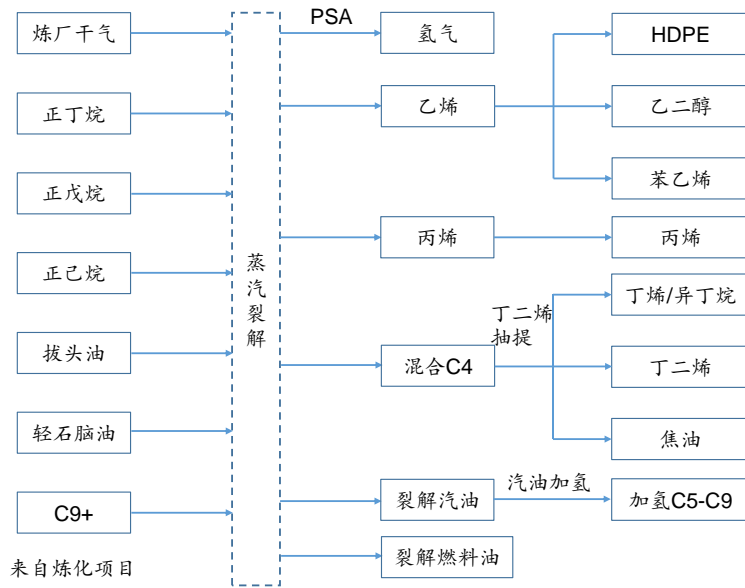 炼厂干气
正丁烷
正戊烷
正己烷
拔头油
轻石脑油
C9+
来自炼化项目
蒸
汽
裂
解
PSA
氢气
乙烯
丙烯
丁二烯
抽提
混合C4
裂解汽油
汽油加氢
裂解燃料油
HDPE
乙二醇
苯乙烯
丙烯
丁烯/异丁烷
丁二烯
焦油
加氢C5-C9